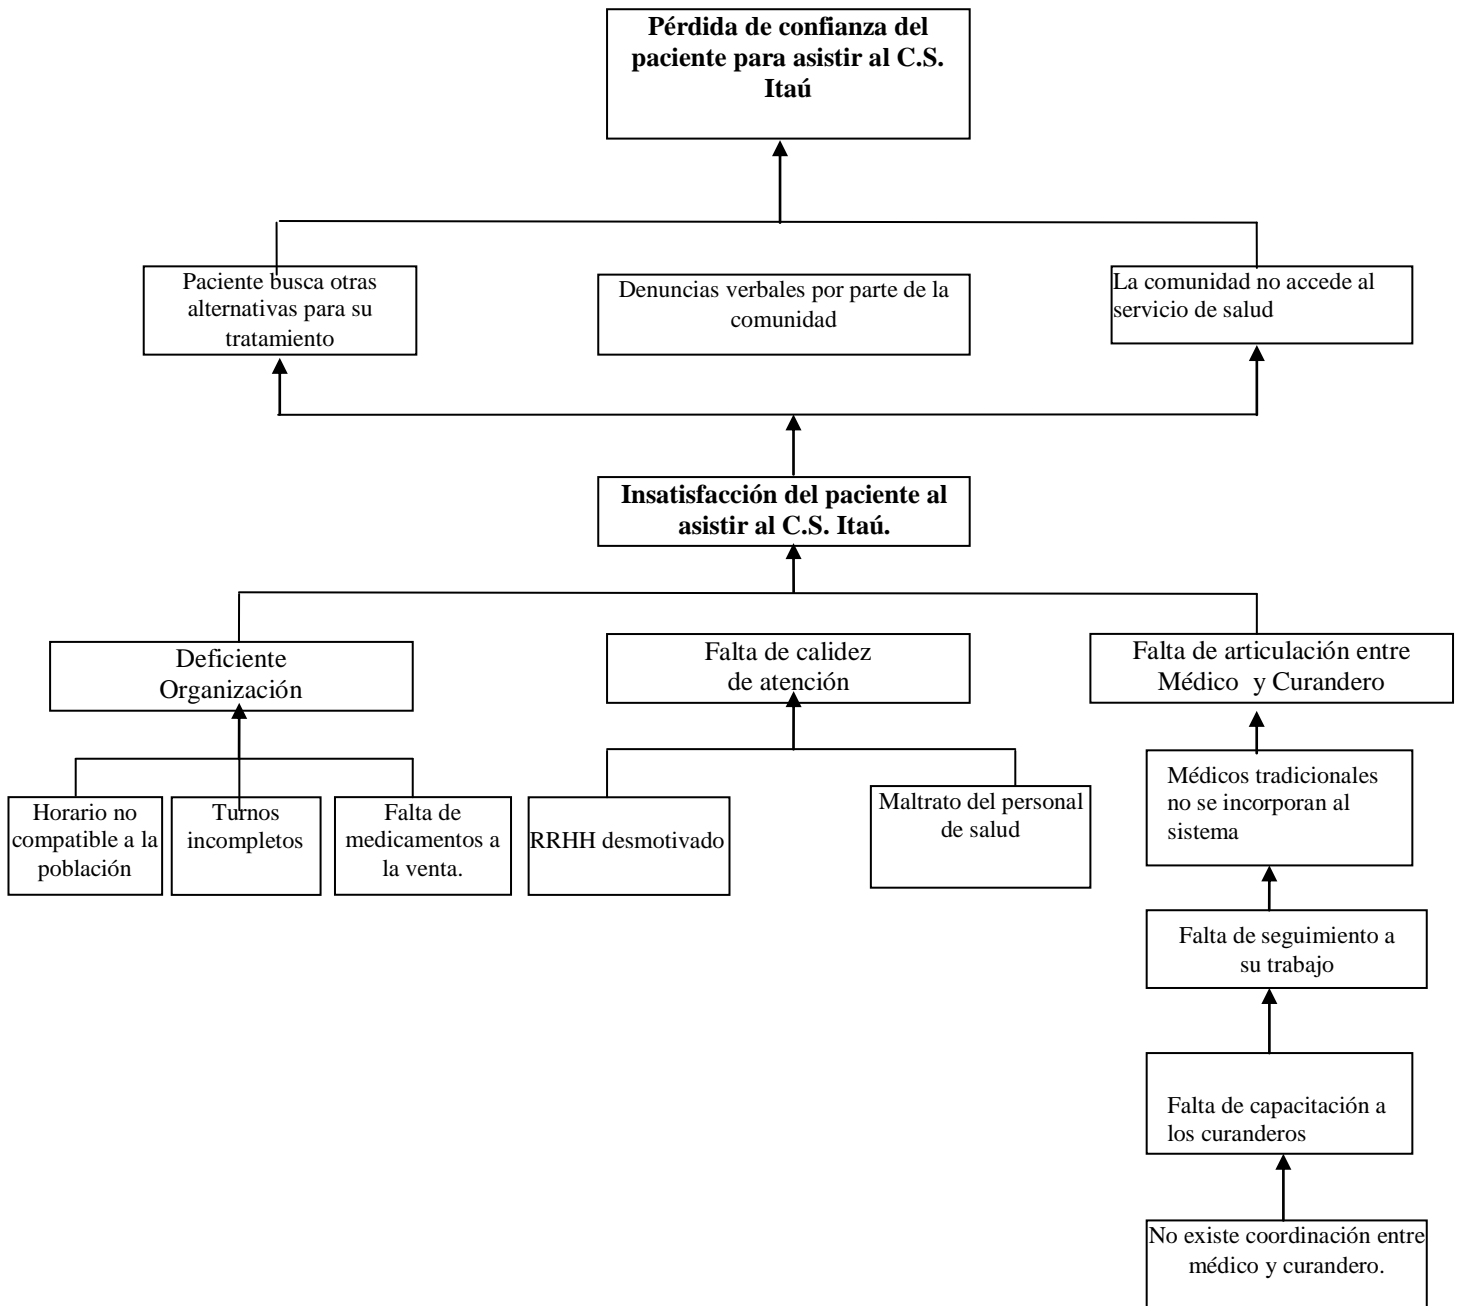 Pérdida de confianza del
paciente para asistir al C.S.
Itaú
Paciente busca otras
alternativas para su
tratamiento
Denuncias verbales por parte de la
comunidad
La comunidad no accede al
servicio de salud
Insatisfacción del paciente al
asistir al C.S. Itaú.
Deficiente
Organización
Falta de calidez
de atención
Falta de articulación entre
Médico y Curandero
Horario no
compatible a la
población
Turnos
incompletos
Falta de
medicamentos a
la venta.
RRHH desmotivado
Maltrato del personal
de salud
Médicos tradicionales
no se incorporan al
sistema
Falta de seguimiento a
su trabajo
Falta de capacitación a
los curanderos
No existe coordinación entre
médico y curandero.